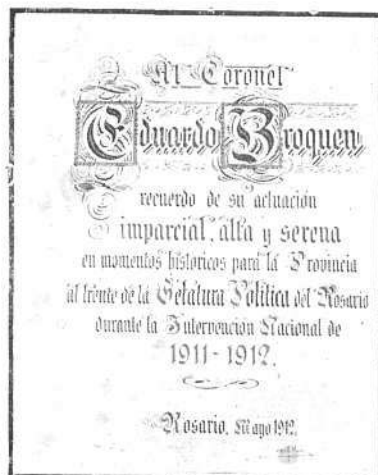 Al Coronel
Eduardo Broquen
recuerdo de su actuación
imparcial, alta y serena
en momentos históricos para la Provincia
al frente de la Gefatura Política del Rosario
durante la Intervención Nacional de
1911-1912.
Rosario, Mayo 1912.